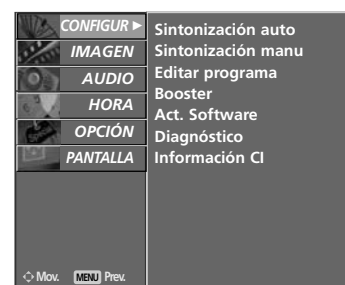 CONFIGUR ►
IMAGEN
AUDIO
HORA
OPCIÓN
PANTALLA
Sintonización auto
Sintonización manu
Editar programa
Booster
Act. Software
Diagnóstico
Información CI
Mov. MENU Prev.